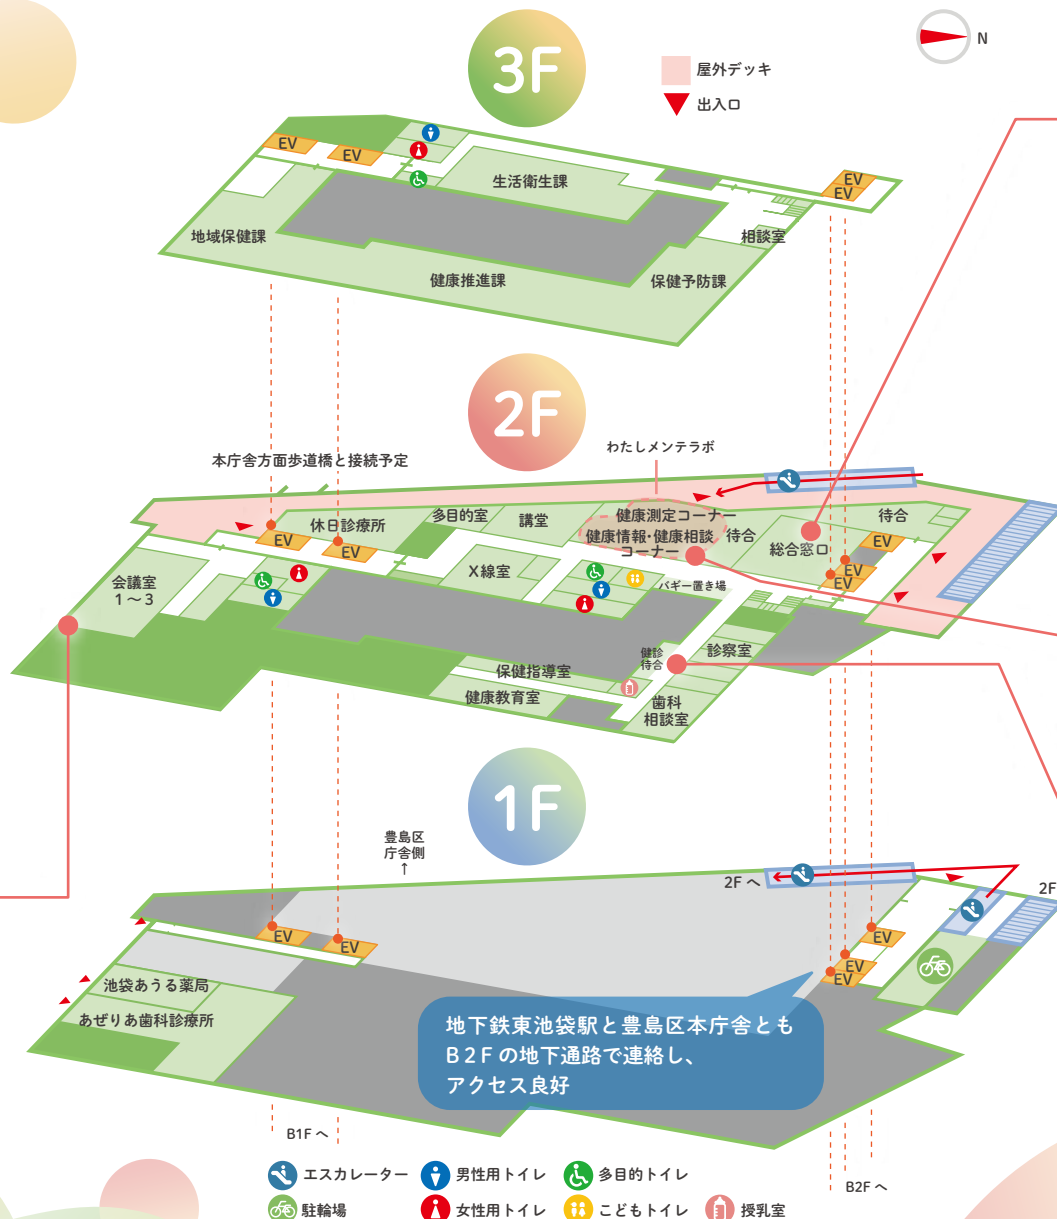 3F
N
屋外デッキ
出入口
EV
EV
生活衛生課
EV
EV
地域保健課
相談室
健康推進課
保健予防課
2F
わたしメンテラボ
本庁舎方面歩道橋と接続予定
休日診療所
多目的室
講堂
健康測定コーナー
健康情報・健康相談
コーナー
待合
総合窓口
待合
EV
EV
EV
EV
EV
会議室
1〜3
X線室
バギー置き場
健診
待合
診察室
保健指導室
健康教育室
歯科
相談室
1F
豊島区
庁舎側
↑
2Fへ
2F
EV
EV
EV
EV
EV
池袋あうる薬局
あぜりあ歯科診療所
地下鉄東池袋駅と豊島区本庁舎とも
B2Fの地下通路で連絡し、
アクセス良好
B1Fへ
B2Fへ
エスカレーター
男性用トイレ
多目的トイレ
駐輪場
女性用トイレ
こどもトイレ
授乳室